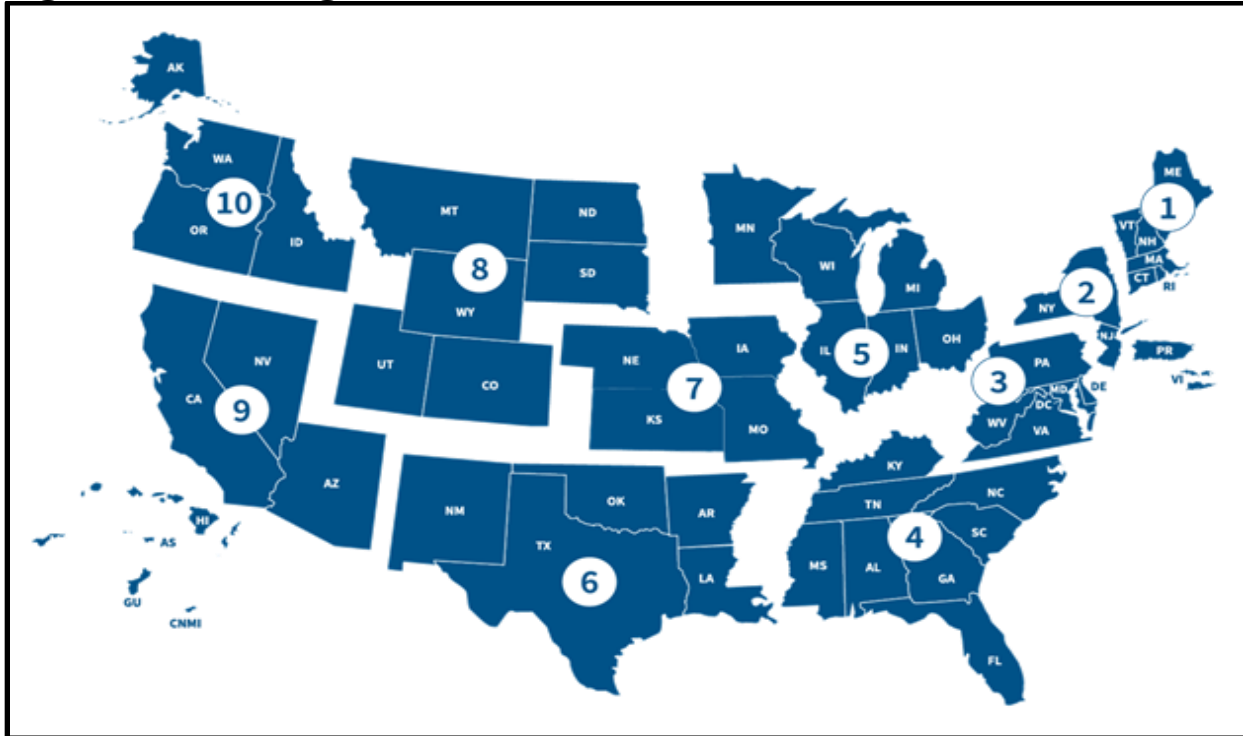 AK
WA
10
OR
ID
MT
ND
8
SD
WY
UT
CO
MN
WI
MI
IL
5
IN
OH
ME
1
VT
NH
MA
CT
RI
2
NY
NJ
PR
VI
PA
3
MD
DE
DC
WV
VA
NE
IA
7
KS
MO
NV
CA
9
AZ
HI
AS
GU
CNMI
NM
OK
AR
TX
6
LA
KY
TN
NC
4
SC
MS
AL
GA
FL